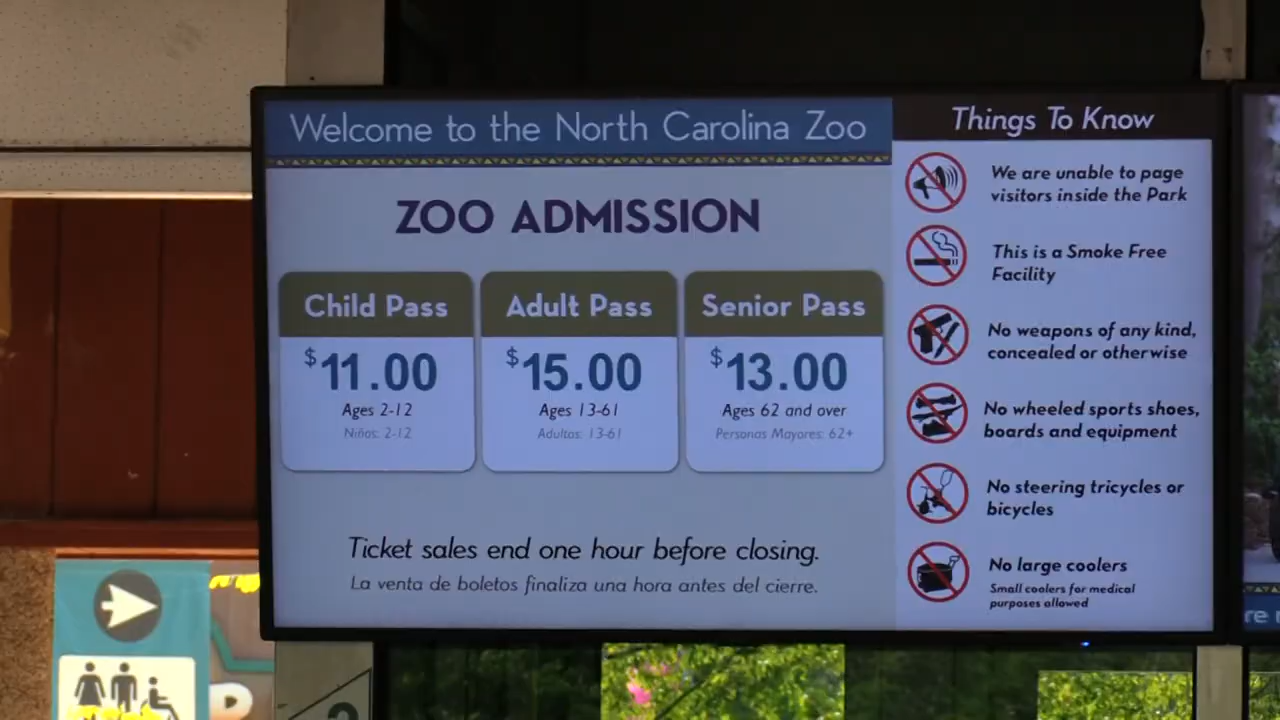 Welcome to the North Carolina Zoo
ZOO ADMISSION
Child Pass
$11.00
Ages 2-12
Niños: 2-12
Adult Pass
$15.00
Ages 13-61
Adultas: 13-61
Senior Pass
$13.00
Ages 62 and over
Personas Mayores: 62+
Ticket sales end one hour before closing.
La venta de boletos finaliza una hora antes del cierre.
Things To Know
We are unable to page
visitors inside the Park
This is a Smoke Free
Facility
No weapons of any kind,
concealed or otherwise
No wheeled sports shoes,
boards and equipment
No steering tricycles or
bicycles
No large coolers
Small coolers for medical
purposes allowed